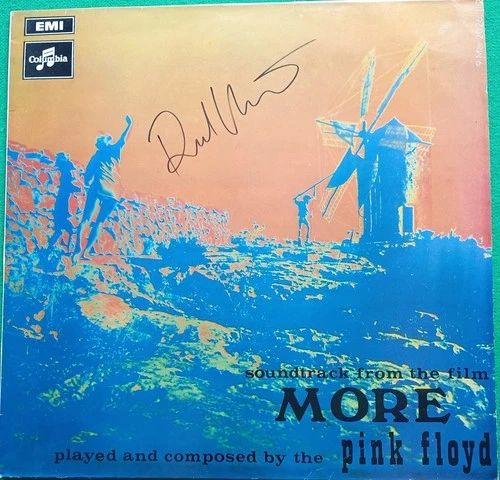 EMI
Columbia
soundtrack from the film
MORE
played and composed by the pink floyd